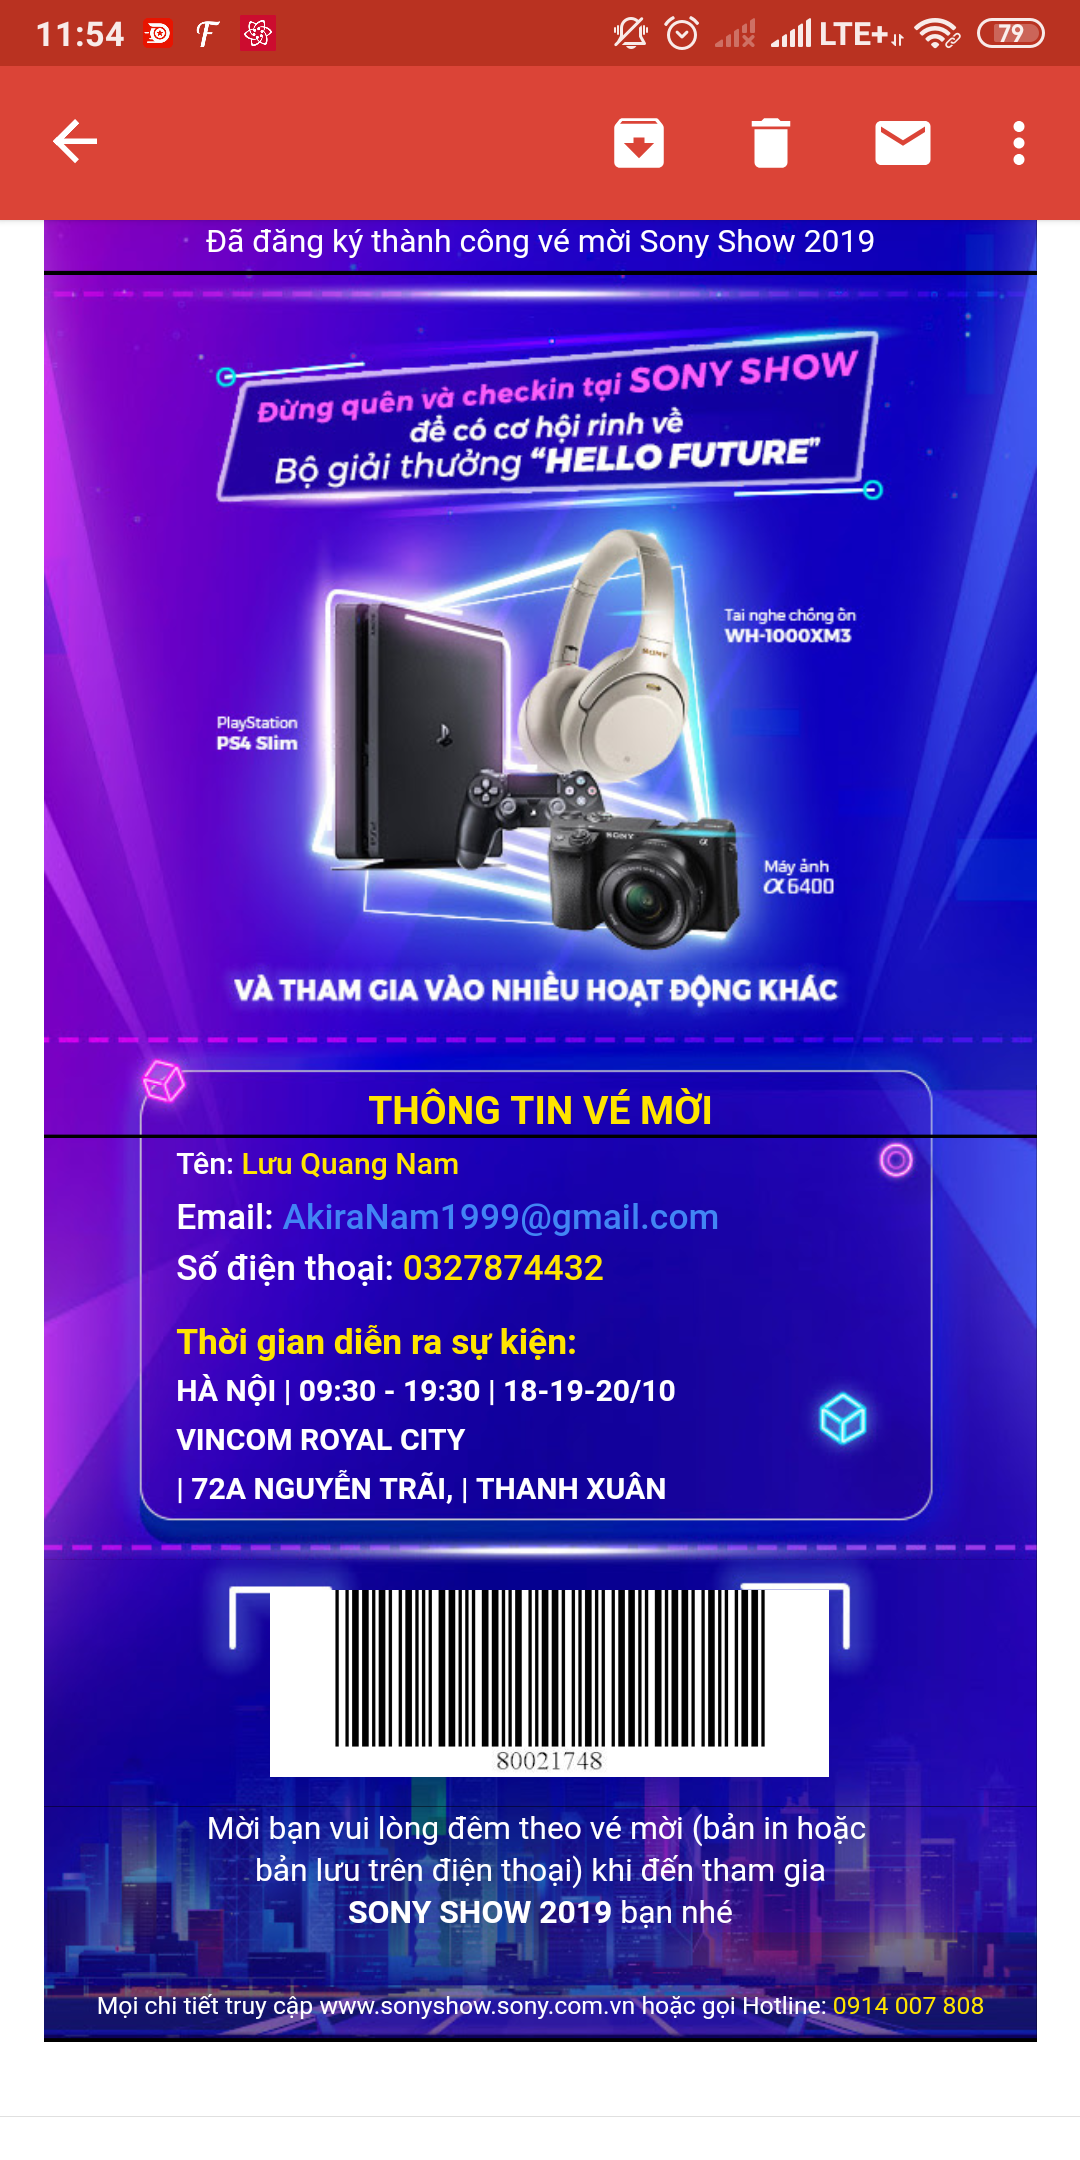 11:54
LTE+
79
Đã đăng ký thành công vé mời Sony Show 2019
Đừng quên và checkin tại SONY SHOW
để có cơ hội rinh về
Bộ giải thưởng “HELLO FUTURE”
Tai nghe chống ồn
WH-1000XM3
SONY
PlayStation
PS4 Slim
SONY
α
Máy ảnh
α6400
VÀ THAM GIA VÀO NHIỀU HOẠT ĐỘNG KHÁC
THÔNG TIN VÉ MỜI
Tên: Lưu Quang Nam
Email: AkiraNam1999@gmail.com
Số điện thoại: 0327874432
Thời gian diễn ra sự kiện:
HÀ NỘI | 09:30 - 19:30 | 18-19-20/10
VINCOM ROYAL CITY
| 72A NGUYỄN TRÃI, | THANH XUÂN
80021748
Mời bạn vui lòng đêm theo vé mời (bản in hoặc
bản lưu trên điện thoại) khi đến tham gia
SONY SHOW 2019 bạn nhé
Mọi chi tiết truy cập www.sonyshow.sony.com.vn hoặc gọi Hotline: 0914 007 808